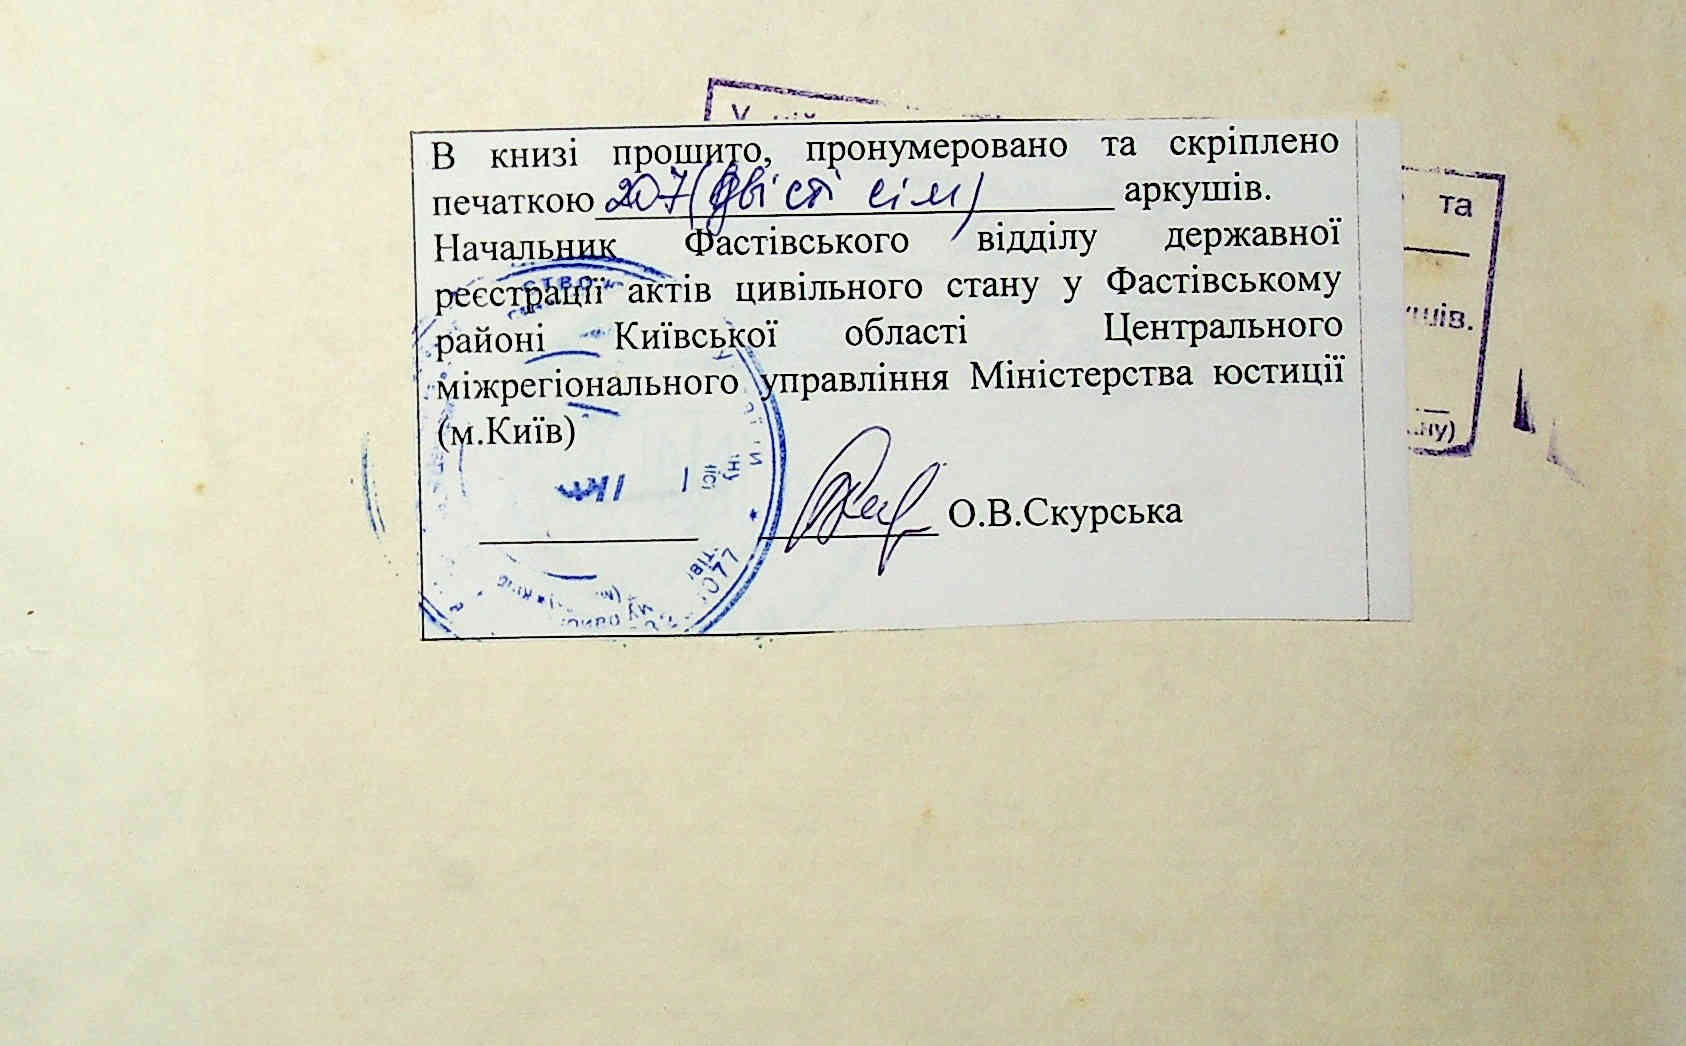 В книзі прошито, пронумеровано та скріплено
печаткою 207 (двісті сім) аркушів.
Начальник Фастівського відділу державної
реєстрації актів цивільного стану у Фастівському
районі Київської області Центрального
міжрегіонального управління Міністерства юстиції
(м.Київ)
О.В.Скурська
та